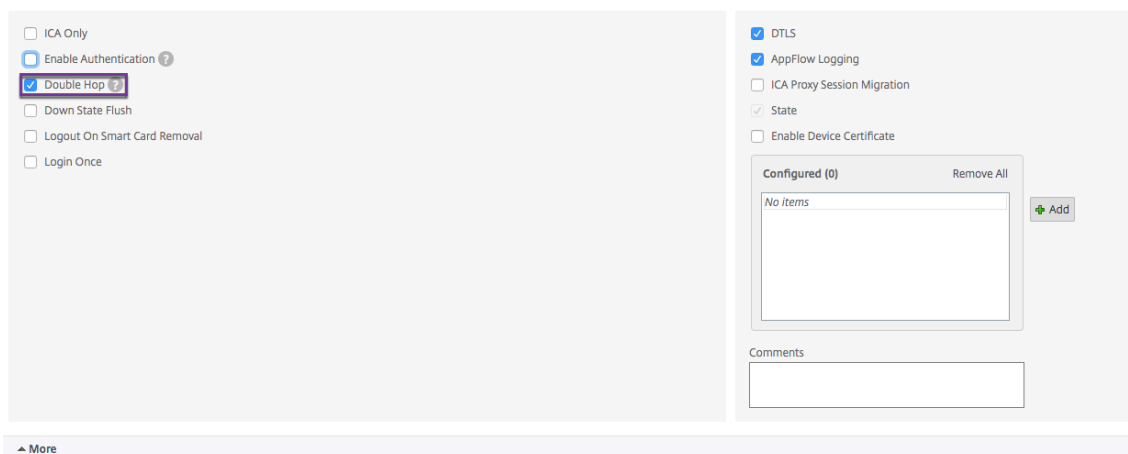 ICA Only
Enable Authentication ?
Double Hop ?
Down State Flush
Logout On Smart Card Removal
Login Once
DTLS
AppFlow Logging
ICA Proxy Session Migration
State
Enable Device Certificate
Configured (0) Remove All
No items
Add
Comments
More